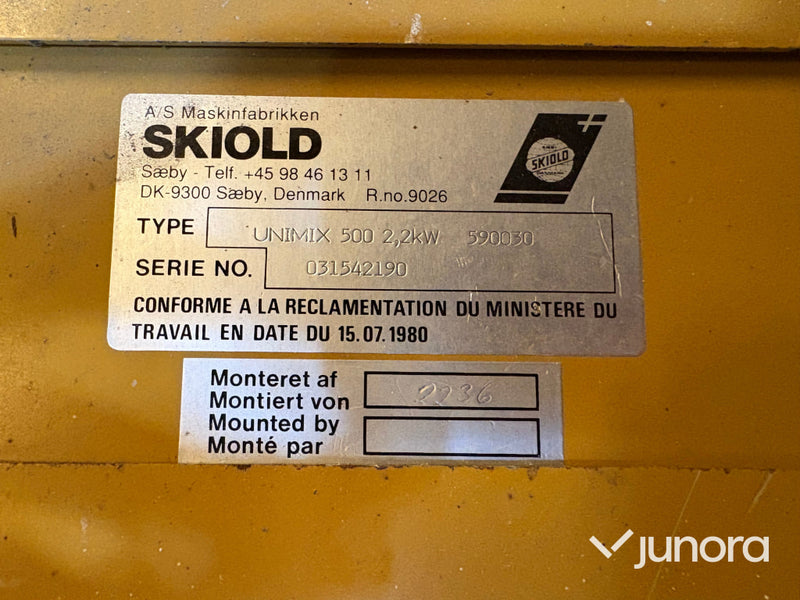 A/S Maskinfabrikken
SKIOLD
Sæby - Telf. +45 98 46 13 11
DK-9300 Sæby, Denmark R.no.9026
SKIOLD
TYPE UNIMIX 500 2,2kW 590030
SERIE NO. 031542190
CONFORME A LA RECLAMENTATION DU MINISTERE DU
TRAVAIL EN DATE DU 15.07.1980
Monteret af 2236
Montiert von
Mounted by
Monté par
junora